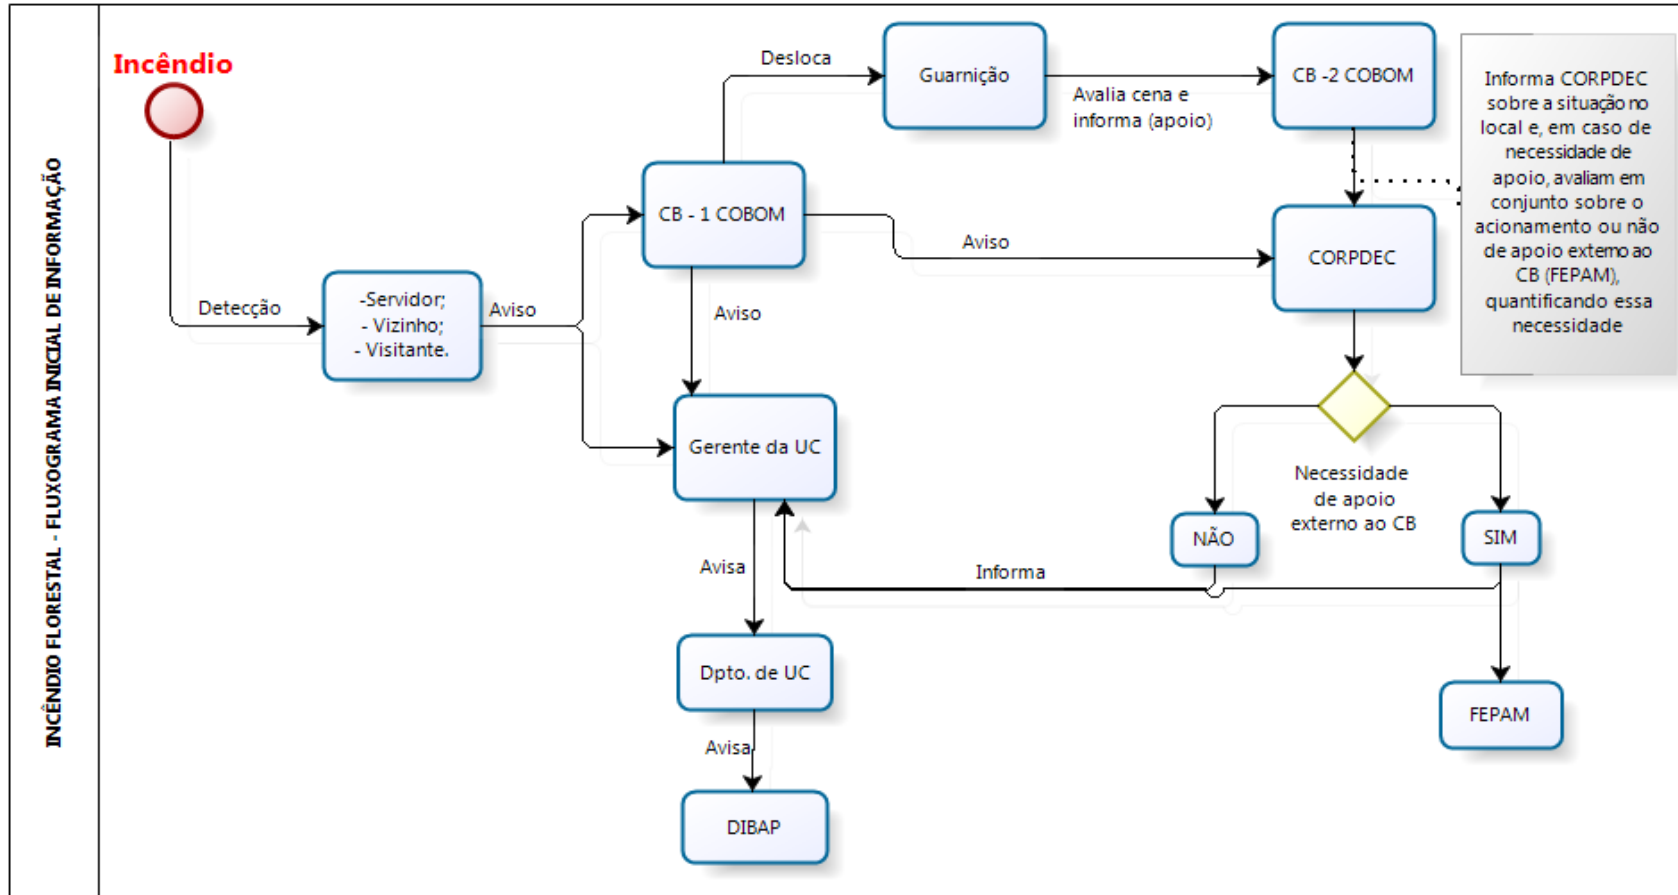 INCÊNDIO FLORESTAL - FLUXOGRAMA INICIAL DE INFORMAÇÃO
Incêndio
Detecção
-Servidor;
- Vizinho;
- Visitante.
Aviso
CB - 1 COBOM
Desloca
Guarnição
Avalia cena e
informa (apoio)
CB -2 COBOM
Informa CORPDEC
sobre a situação no
local e, em caso de
necessidade de
apoio, avaliam em
conjunto sobre o
acionamento ou não
de apoio externo ao
CB (FEPAM),
quantificando essa
necessidade
Aviso
CORPDEC
Aviso
Gerente da UC
Necessidade
de apoio
externo ao CB
NÃO
SIM
Informa
Avisa
Dpto. de UC
FEPAM
Avisa
DIBAP